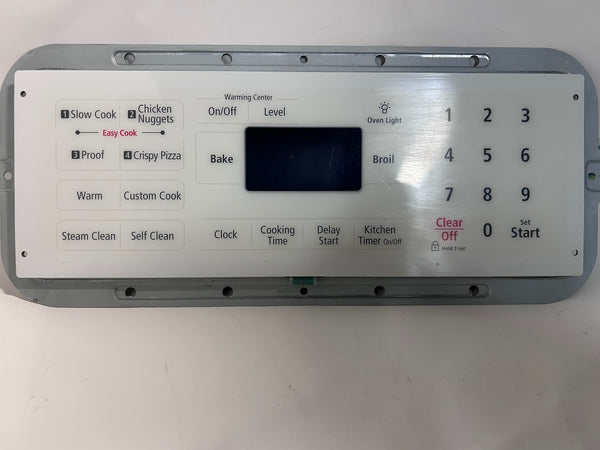 1 Slow Cook
2 Chicken
Nuggets
Easy Cook
3 Proof
4 Crispy Pizza
Warm
Custom Cook
Steam Clean
Self Clean
Warming Center
On/Off
Level
Bake
Broil
Oven Light
Clock
Cooking
Time
Delay
Start
Kitchen
Timer On/Off
1 2 3
4 5 6
7 8 9
Clear
Off
Hold 3 sec
0
Set
Start